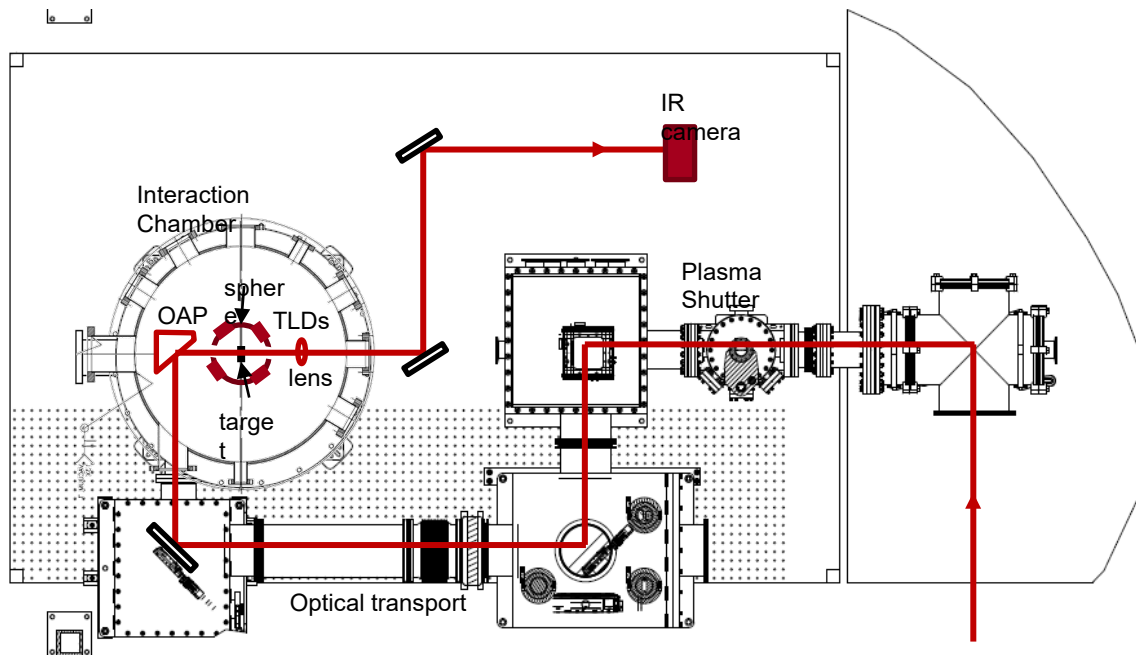 IR
camera
Interaction
Chamber
spher
e
OAP
TLDs
lens
targe
t
Plasma
Shutter
Optical transport